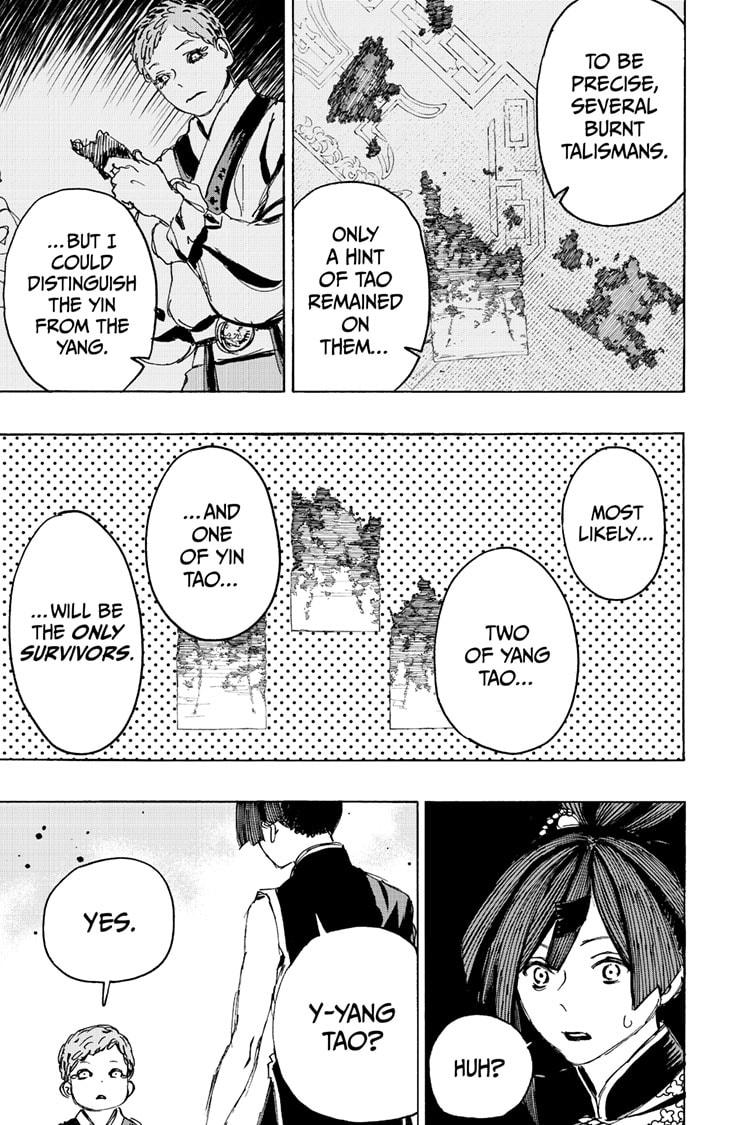 TO BE
PRECISE,
SEVERAL
BURNT
TALISMANS.
ONLY
A HINT
OF TAO
REMAINED
ON
THEM...
...BUT I
COULD
DISTINGUISH
THE YIN
FROM THE
YANG.
MOST
LIKELY...
TWO
OF YANG
TAO...
...AND
ONE
OF YIN
TAO...
...WILL BE
THE ONLY
SURVIVORS.
HUH?
Y-YANG
TAO?
YES.